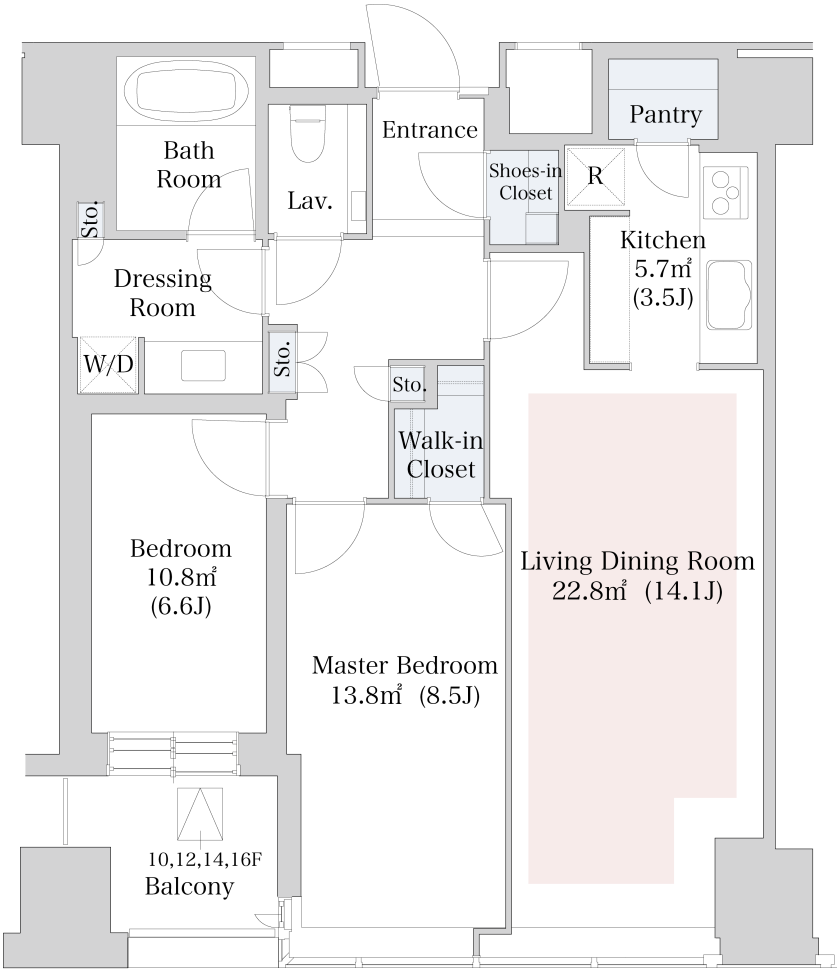 Pantry
Entrance
Bath
Room
Shoes-in
Closet
R
Lav.
Sto.
Kitchen
5.7㎡
(3.5J)
Dressing
Room
W/D
Sto.
Sto.
Walk-in
Closet
Bedroom
10.8㎡
(6.6J)
Living Dining Room
22.8㎡ (14.1J)
Master Bedroom
13.8㎡ (8.5J)
10,12,14,16F
Balcony